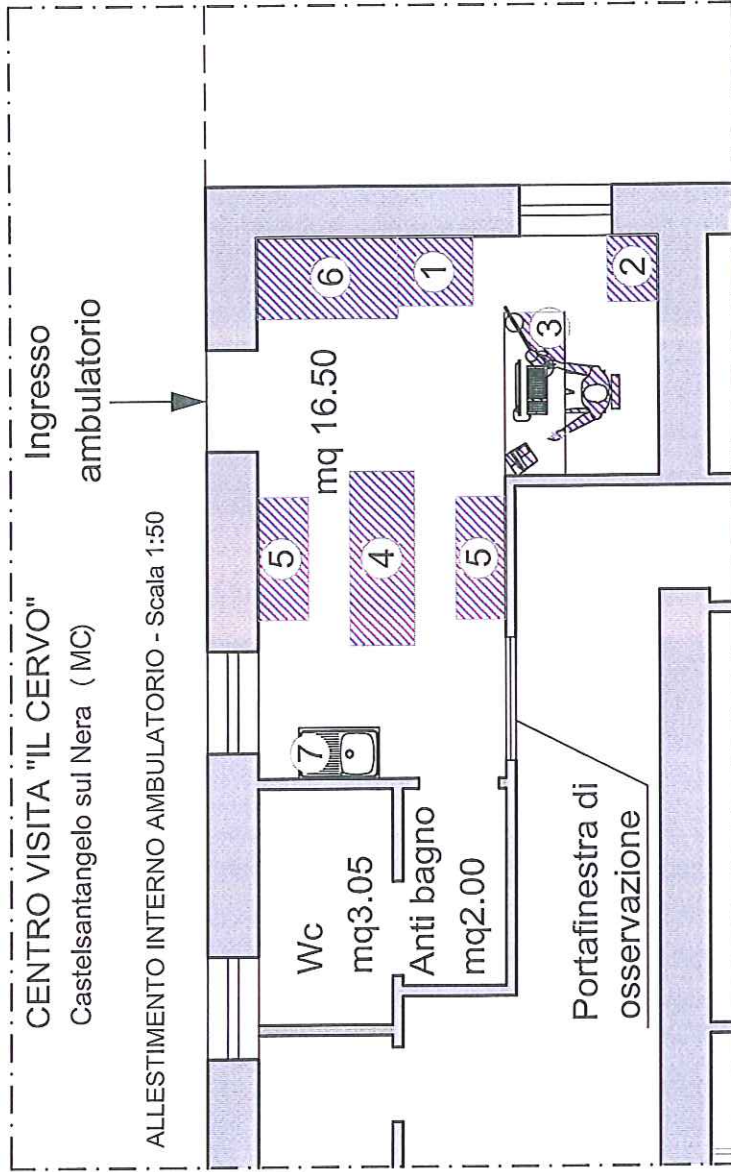 CENTRO VISITA "IL CERVO"
Castelsantangelo sul Nera ( MC)
Ingresso
ambulatorio
ALLESTIMENTO INTERNO AMBULATORIO - Scala 1:50
5
6
mq 16.50
4
1
7
5
3
2
Wc
mq3.05
Anti bagno
mq2.00
Portafinestra di
osservazione